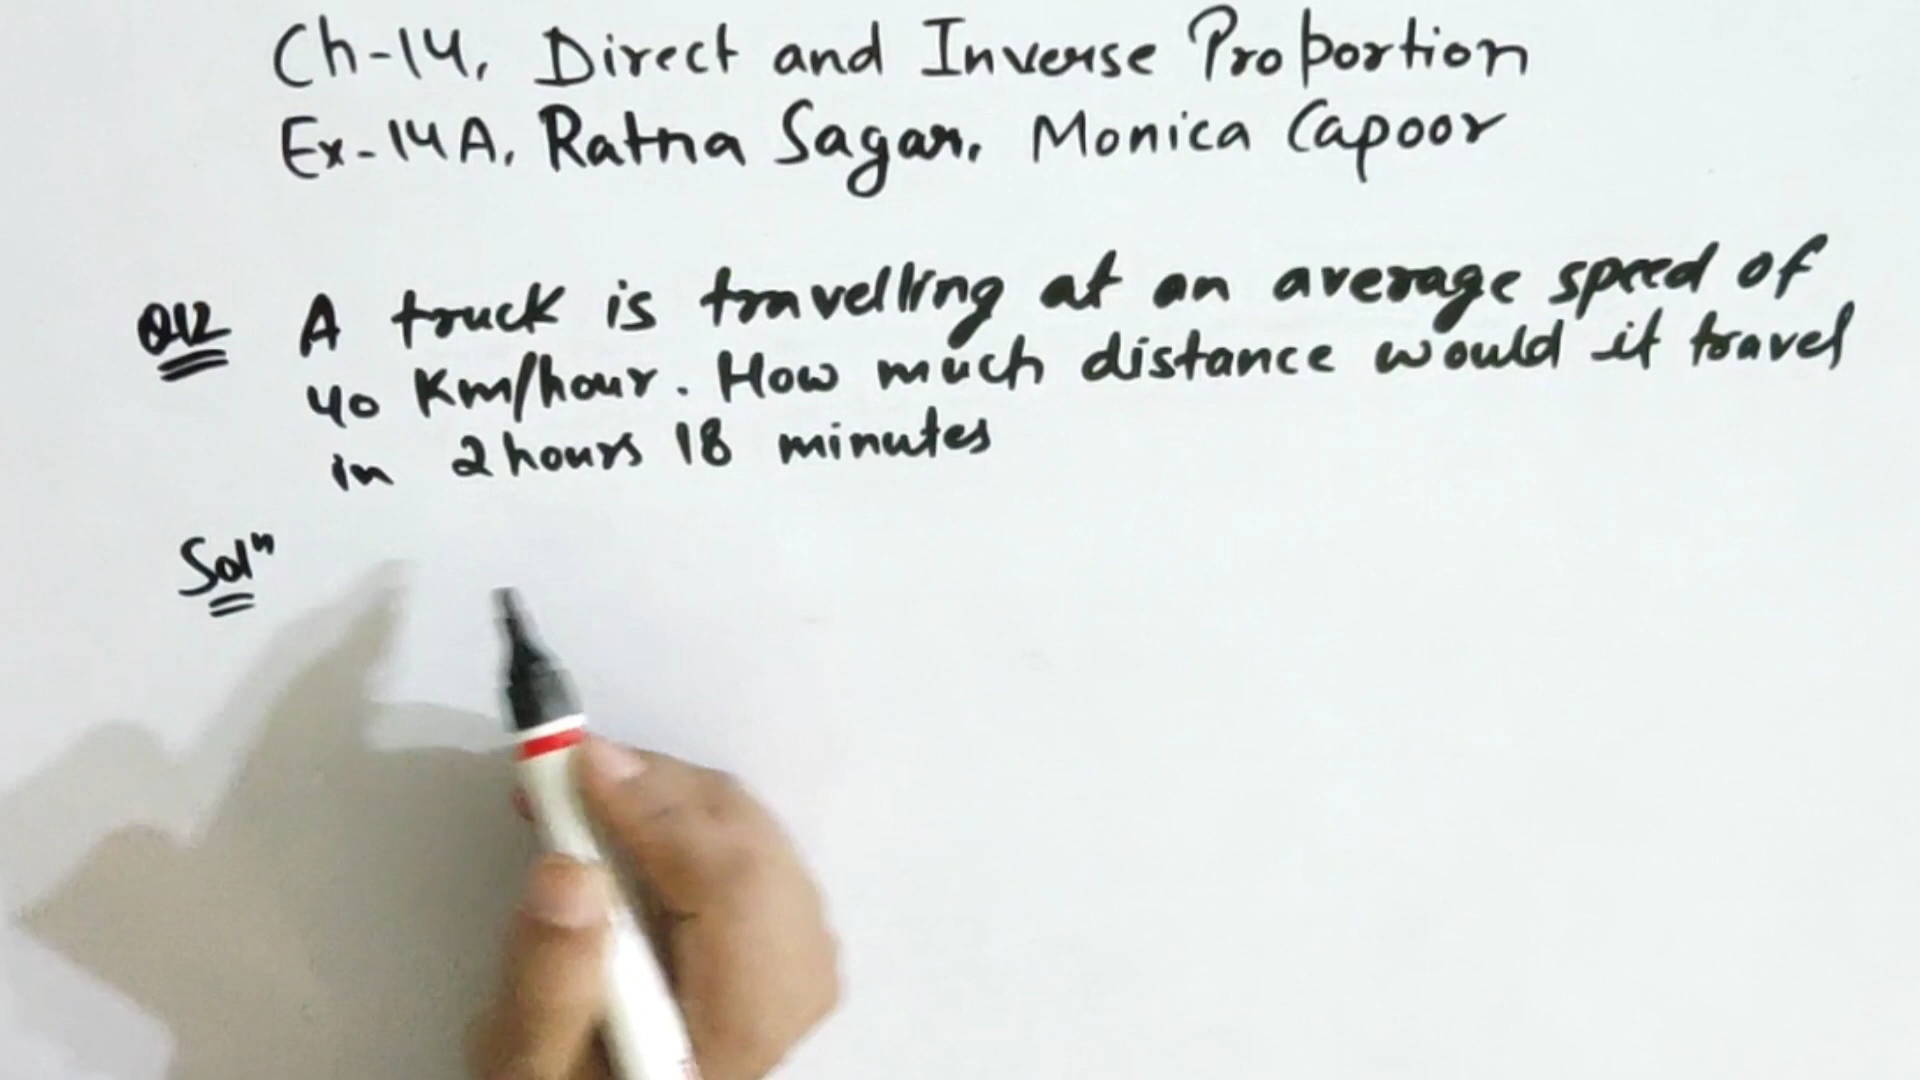 Ch-14, Direct and Inverse Proportion
Ex-14A, Ratna Sagar, Monica Capoor
Q12 A truck is travelling at an average speed of
40 Km/hour. How much distance would it travel
in 2 hours 18 minutes
Solⁿ